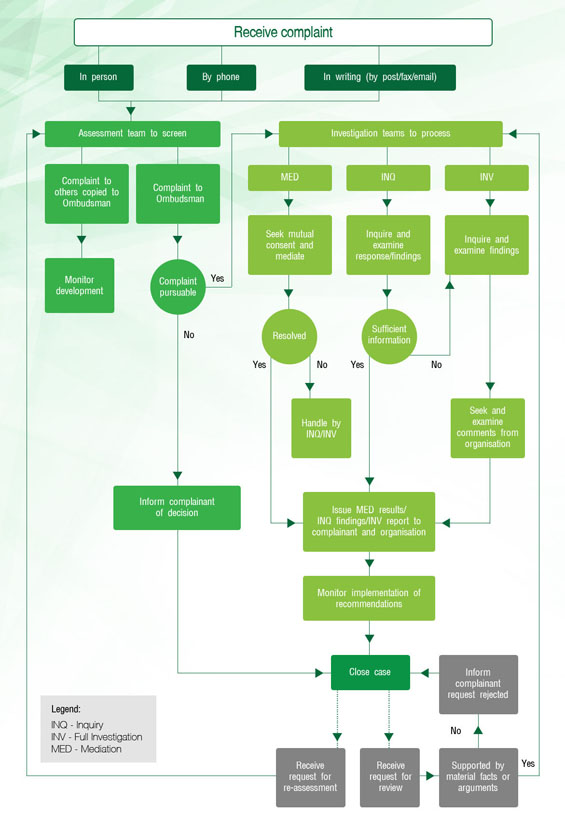 Receive complaint
In person
By phone
In writing (by post/fax/email)
Assessment team to screen
Investigation teams to process
Complaint to
others copied to
Ombudsman
Complaint to
Ombudsman
MED
INQ
INV
Seek mutual
consent and
mediate
Inquire and
examine
response/findings
Inquire and
examine findings
Monitor
development
Complaint
pursuable
Yes
No
Resolved
Sufficient
information
Yes
No
Yes
No
Handle by
INQ/INV
Seek and
examine
comments from
organisation
Inform complainant
of decision
Issue MED results/
INQ findings/INV report to
complainant and organisation
Monitor implementation of
recommendations
Close case
Inform
complainant
request rejected
Legend:
INQ - Inquiry
INV - Full Investigation
MED - Mediation
No
Yes
Receive
request for
re-assessment
Receive
request for
review
Supported by
material facts or
arguments